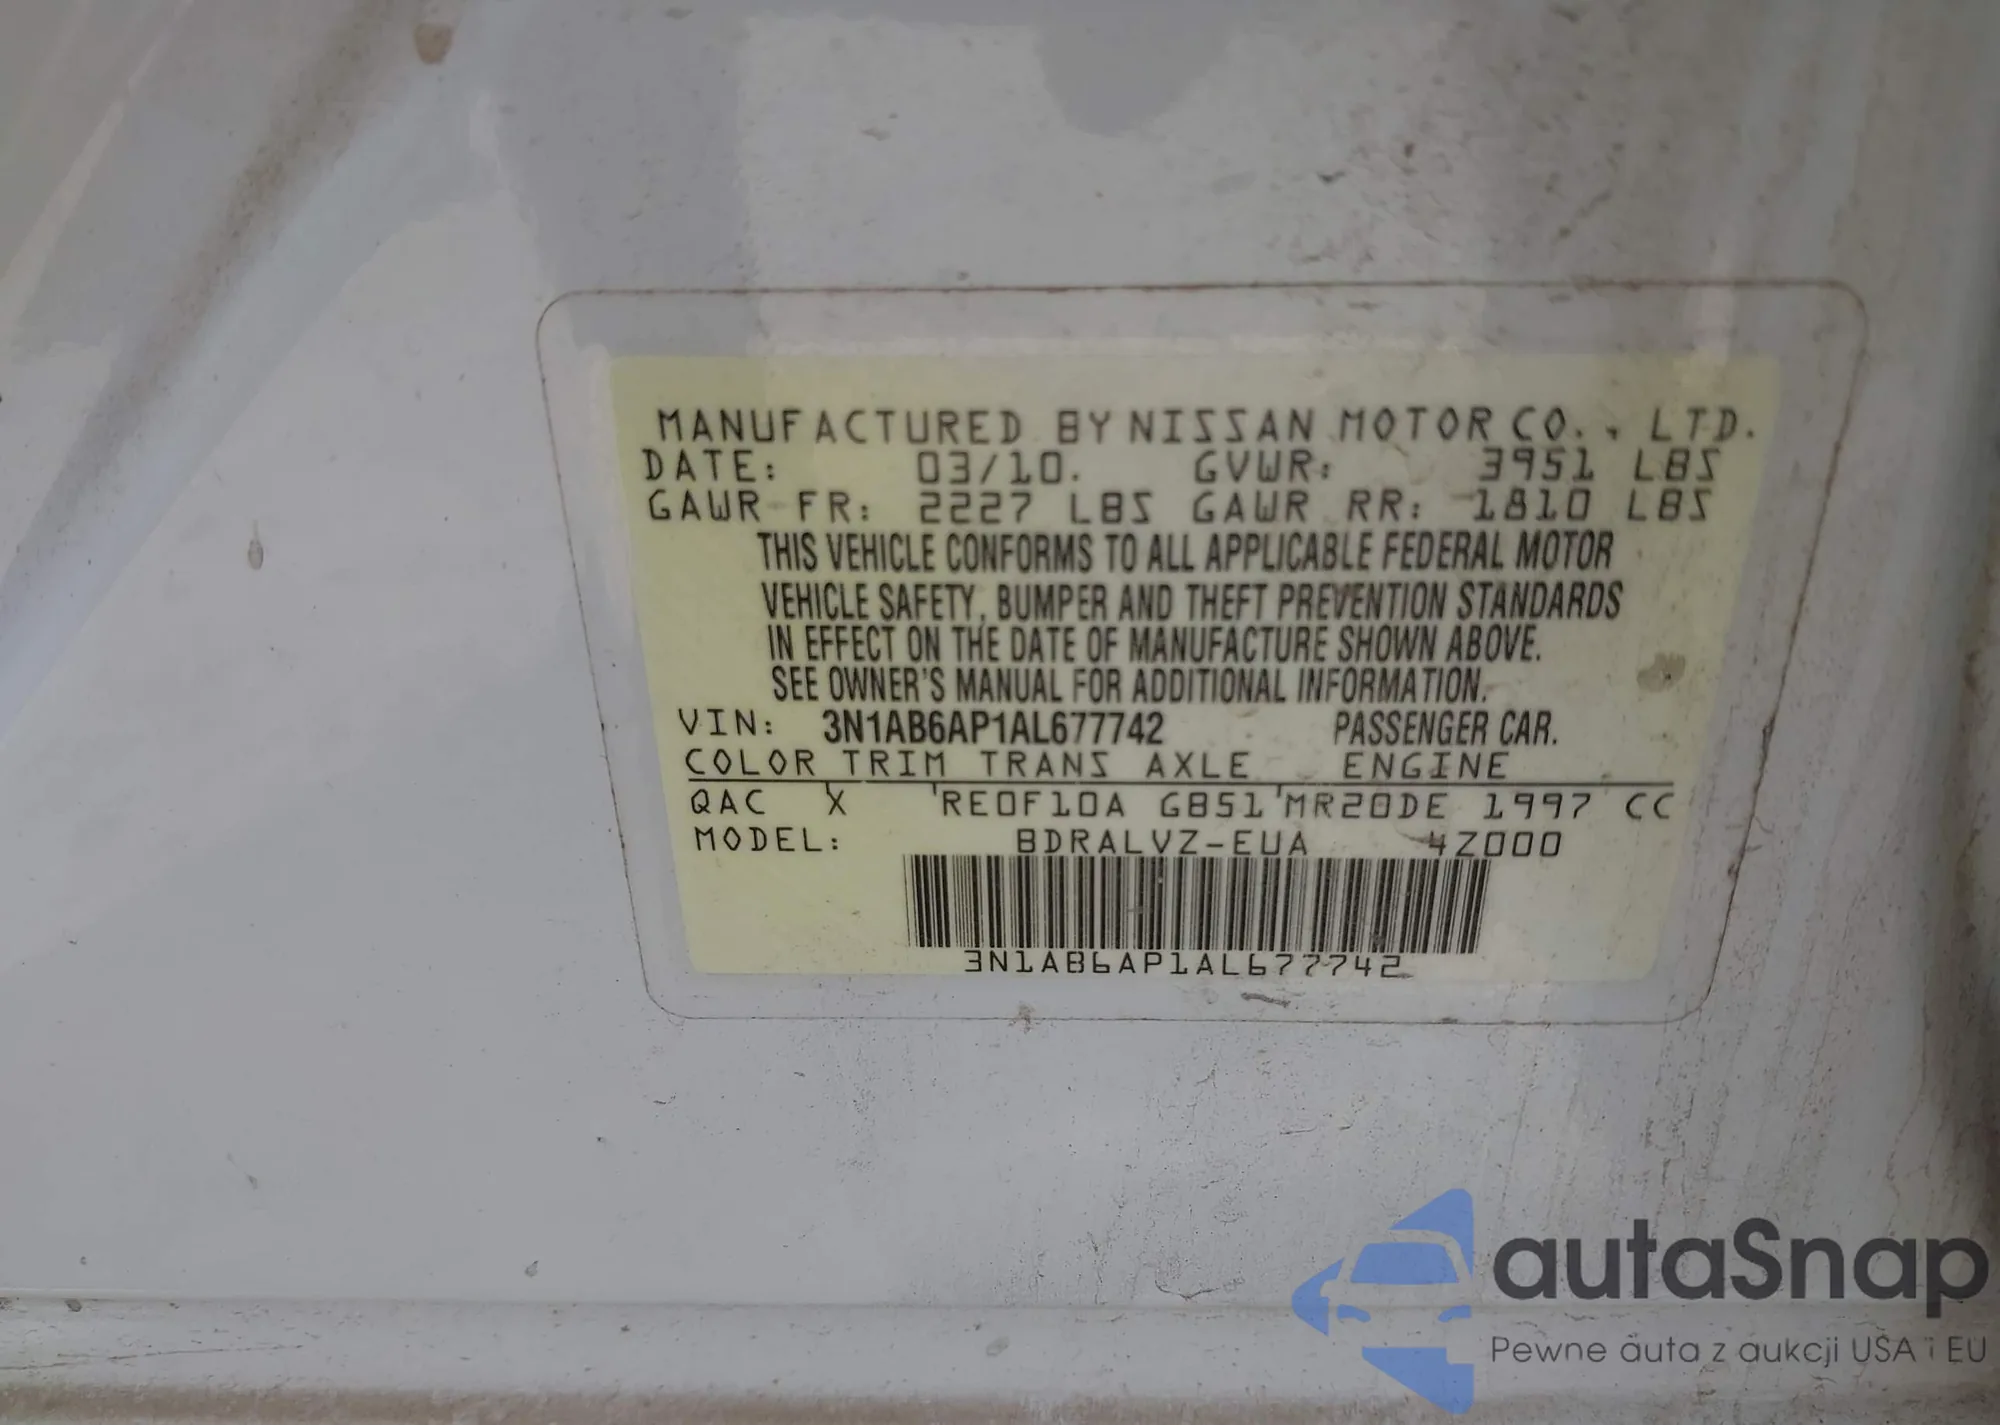 MANUFACTURED BY NISSAN MOTOR CO., LTD.
DATE: 03/10. GVWR: 3951 LBS
GAWR FR: 2227 LBS GAWR RR: 1810 LBS
THIS VEHICLE CONFORMS TO ALL APPLICABLE FEDERAL MOTOR
VEHICLE SAFETY, BUMPER AND THEFT PREVENTION STANDARDS
IN EFFECT ON THE DATE OF MANUFACTURE SHOWN ABOVE.
SEE OWNER'S MANUAL FOR ADDITIONAL INFORMATION.
VIN: 3N1AB6AP1AL677742 PASSENGER CAR.
COLOR TRIM TRANS AXLE ENGINE
QAC X RE0F10A GB51 MR20DE 1997 CC
MODEL: BDRALVZ-EUA 4Z000
3N1AB6AP1AL677742
autaSnap
Pewne auta z aukcji USA i EU